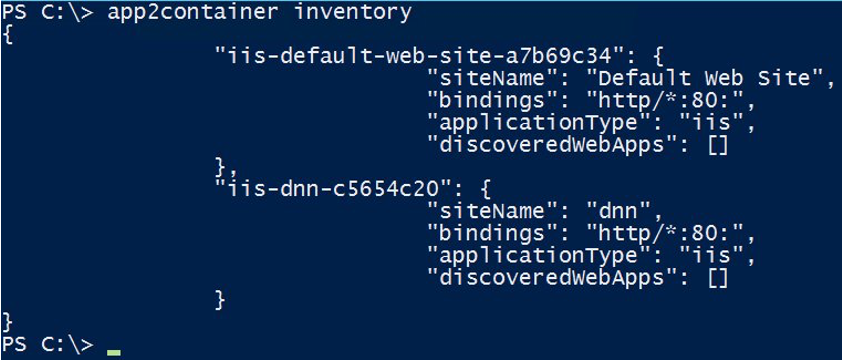 PS C:\> app2container inventory
{
"iis-default-web-site-a7b69c34": {
"siteName": "Default Web Site",
"bindings": "http/*:80:",
"applicationType": "iis",
"discoveredWebApps": []
},
"iis-dnn-c5654c20": {
"siteName": "dnn",
"bindings": "http/*:80:",
"applicationType": "iis",
"discoveredWebApps": []
}
}
PS C:\>